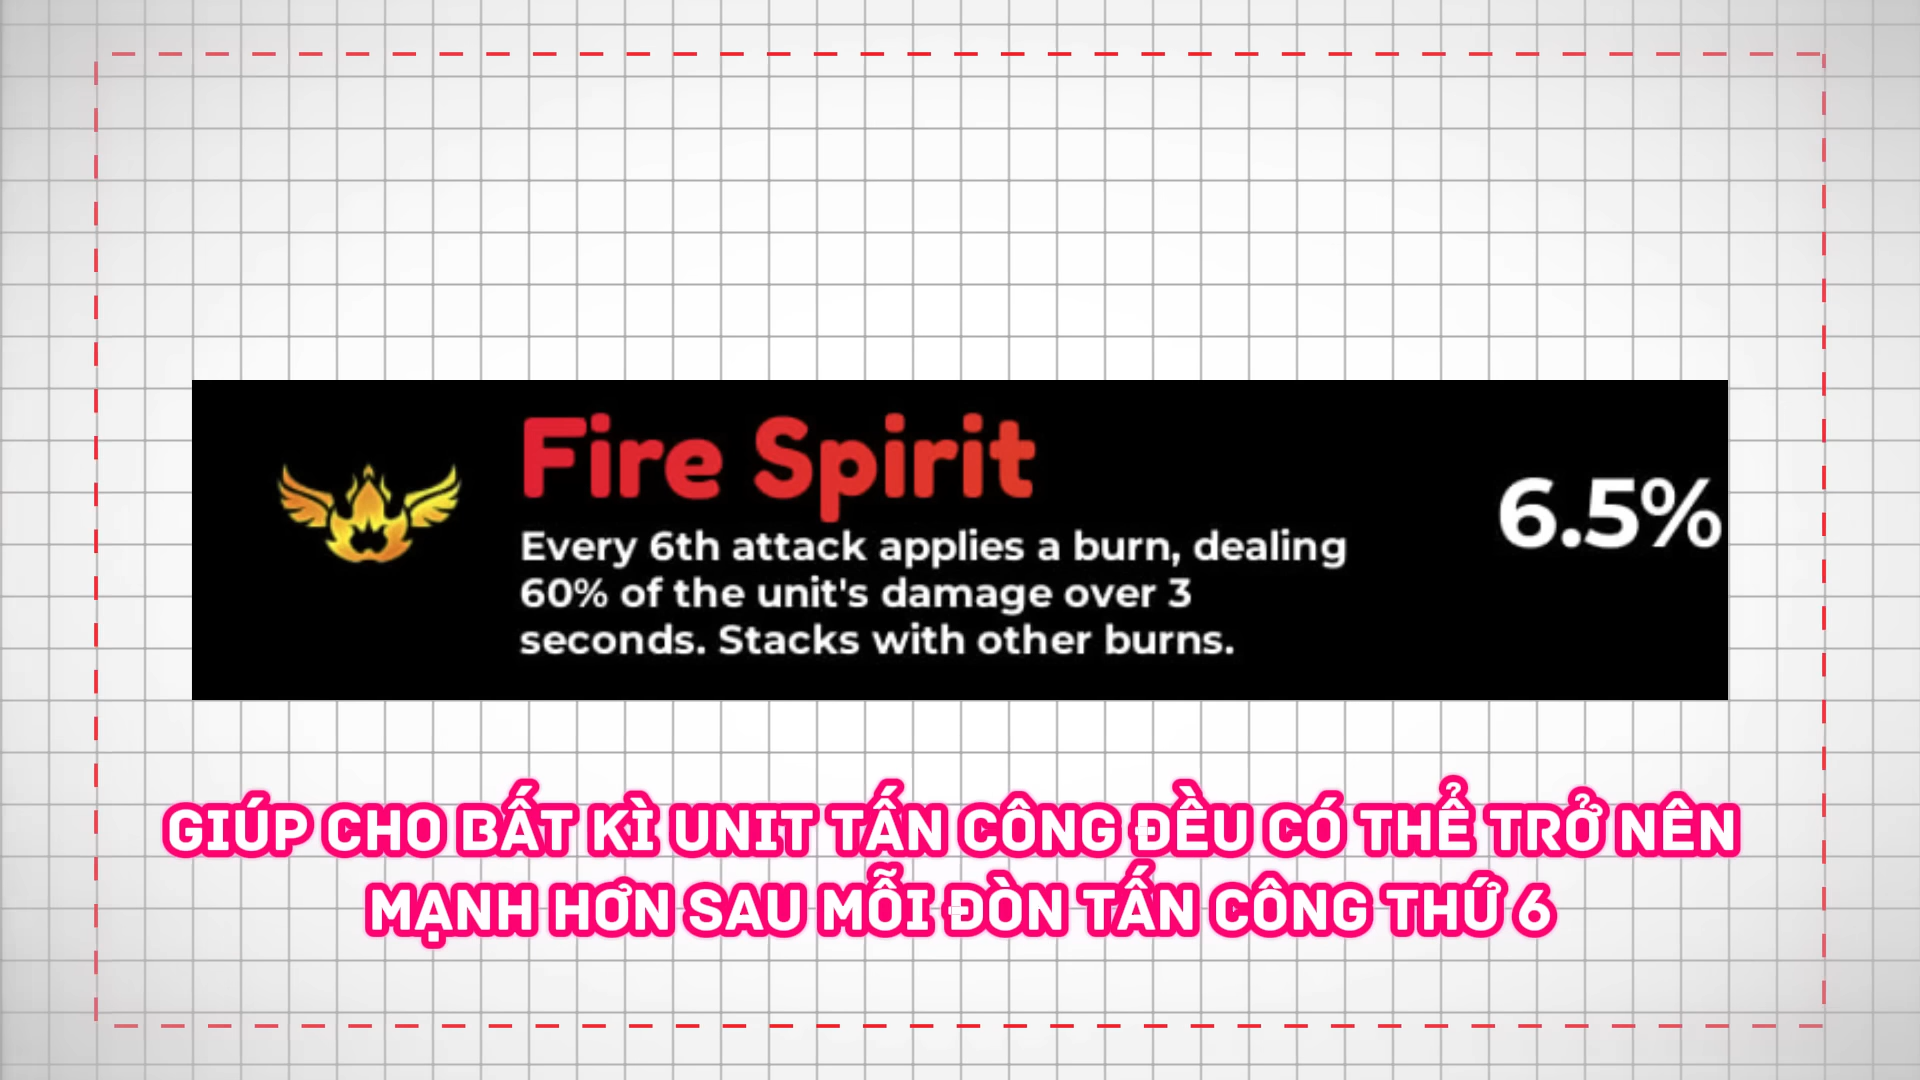 Fire Spirit
6.5%
Every 6th attack applies a burn, dealing
60% of the unit's damage over 3
seconds. Stacks with other burns.
GIÚP CHO BẤT KÌ UNIT TẤN CÔNG ĐỀU CÓ THỂ TRỞ NÊN
MẠNH HƠN SAU MỖI ĐÒN TẤN CÔNG THỨ 6